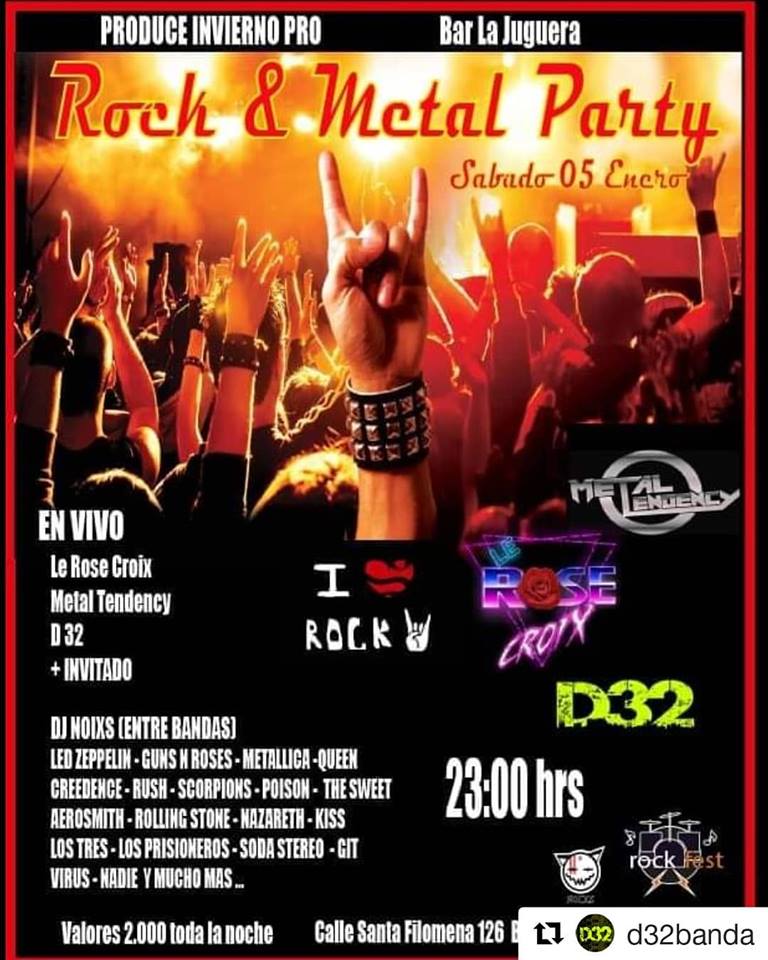 PRODUCE INVIERNO PRO
Bar La Juguera
Rock & Metal Party
Sabado 05 Enero
METAL TENDENCY
EN VIVO
Le Rose Croix
Metal Tendency
D 32
+ INVITADO
I
ROCK
LE
ROSE
CROIX
D32
DJ NOIXS (ENTRE BANDAS)
LED ZEPPELIN - GUNS N ROSES - METALLICA -QUEEN
CREEDENCE - RUSH - SCORPIONS - POISON - THE SWEET
AEROSMITH - ROLLING STONE - NAZARETH - KISS
LOS TRES - LOS PRISIONEROS - SODA STEREO - GIT
VIRUS - NADIE Y MUCHO MAS ...
23:00 hrs
rock fest
Valores 2.000 toda la noche
Calle Santa Filomena 126
D32
d32banda